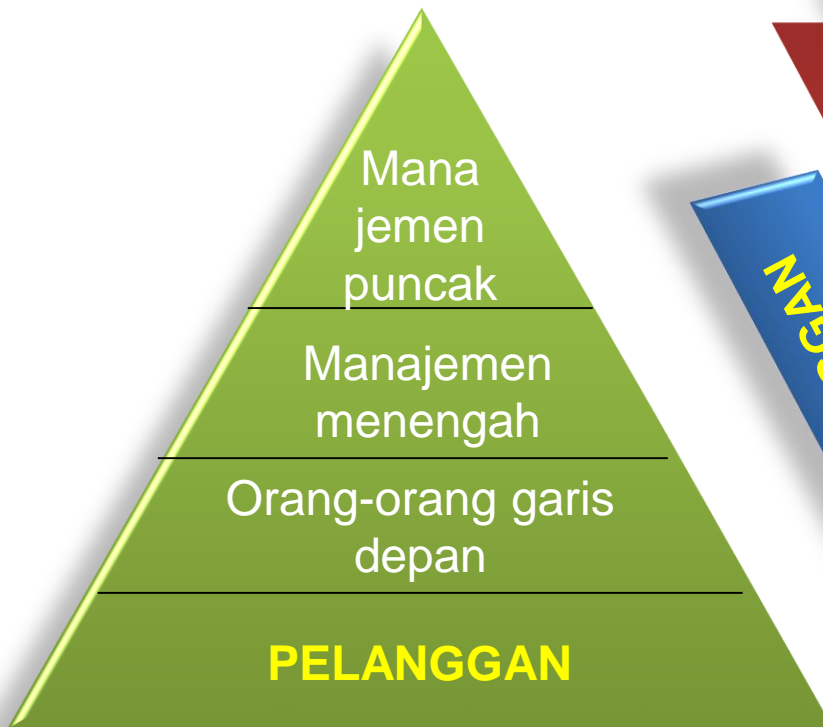 Mana
jemen
puncak
Manajemen
menengah
Orang-orang garis
depan
PELANGGAN